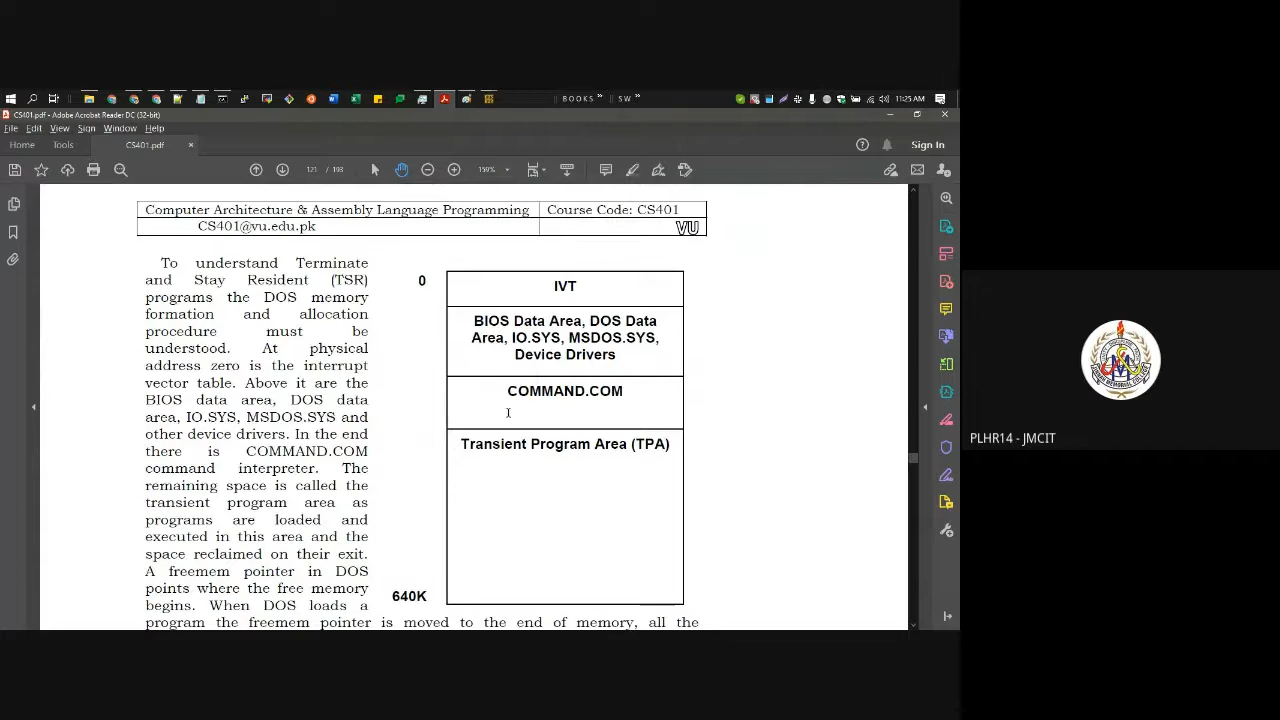 BOOKS
SW
11:25 AM
CS401.pdf - Adobe Acrobat Reader DC (32-bit)
File Edit View Sign Window Help
Home Tools CS401.pdf × Sign In
121 / 193 159%
Computer Architecture & Assembly Language Programming Course Code: CS401
CS401@vu.edu.pk VU
To understand Terminate
and Stay Resident (TSR)
programs the DOS memory
formation and allocation
procedure must be
understood. At physical
address zero is the interrupt
vector table. Above it are the
BIOS data area, DOS data
area, IO.SYS, MSDOS.SYS and
other device drivers. In the end
there is COMMAND.COM
command interpreter. The
remaining space is called the
transient program area as
programs are loaded and
executed in this area and the
space reclaimed on their exit.
A freemem pointer in DOS
points where the free memory
begins. When DOS loads a
program the freemem pointer is moved to the end of memory, all the
0
IVT
BIOS Data Area, DOS Data
Area, IO.SYS, MSDOS.SYS,
Device Drivers
COMMAND.COM
Transient Program Area (TPA)
640K
PLHR14 - JMCIT